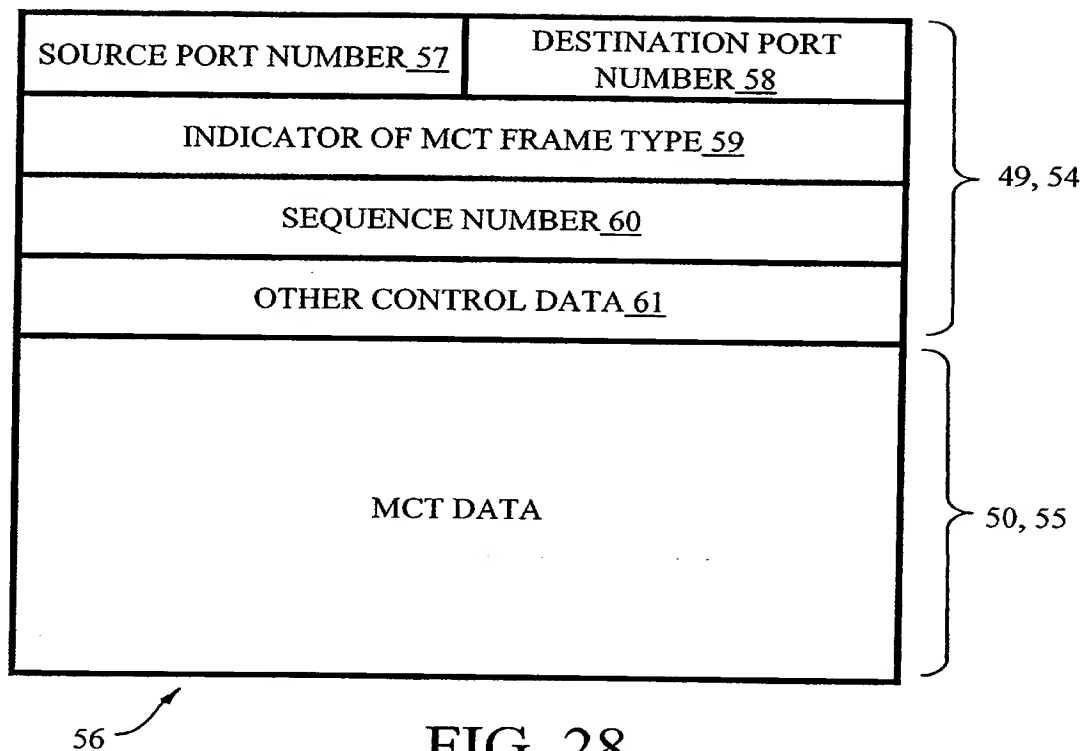 SOURCE PORT NUMBER 57
DESTINATION PORT
NUMBER 58
INDICATOR OF MCT FRAME TYPE 59
SEQUENCE NUMBER 60
OTHER CONTROL DATA 61
49, 54
MCT DATA
50, 55
56
FIG. 28